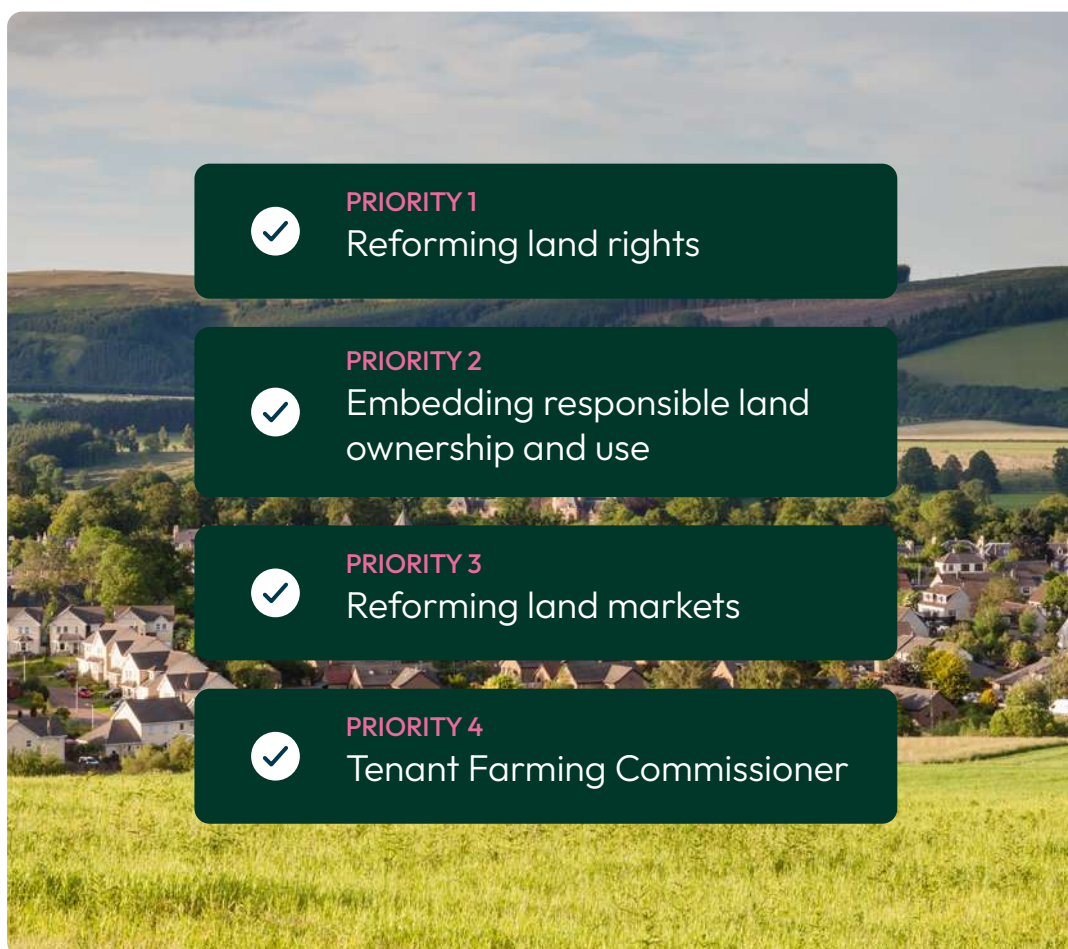 PRIORITY 1
Reforming land rights
PRIORITY 2
Embedding responsible land
ownership and use
PRIORITY 3
Reforming land markets
PRIORITY 4
Tenant Farming Commissioner